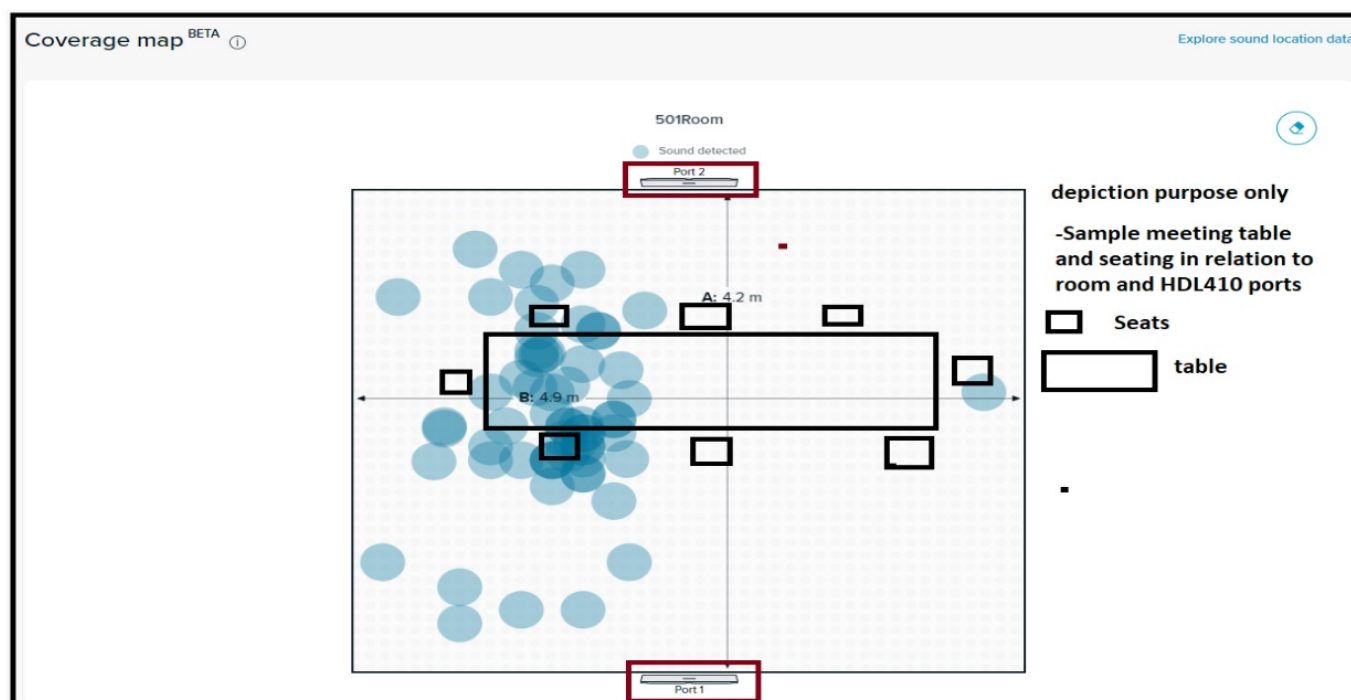 Coverage map BETA
Explore sound location data
501Room
Sound detected
Port 2
depiction purpose only
-Sample meeting table
and seating in relation to
room and HDL410 ports
A: 4.2 m
Seats
table
B: 4.9 m
Port 1